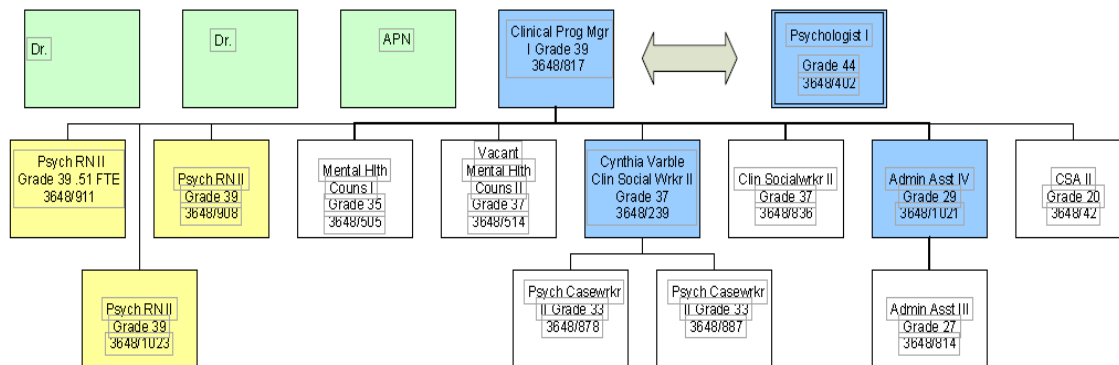 Dr.
Dr.
APN
Clinical Prog Mgr
I Grade 39
3648/817
Psychologist I
Grade 44
3648/402
Psych RN II
Grade 39 .51 FTE
3648/911
Psych RN II
Grade 39
3648/908
Mental Hlth
Couns I
Grade 35
3648/505
Vacant
Mental Hlth
Couns II
Grade 37
3648/514
Cynthia Varble
Clin Social Wrkr II
Grade 37
3648/239
Clin Socialwrkr II
Grade 37
3648/836
Admin Asst IV
Grade 29
3648/1021
CSA II
Grade 20
3648/42
Psych RN II
Grade 39
3648/1023
Psych Casewrkr
II Grade 33
3648/878
Psych Casewrkr
II Grade 33
3648/887
Admin Asst III
Grade 27
3648/814